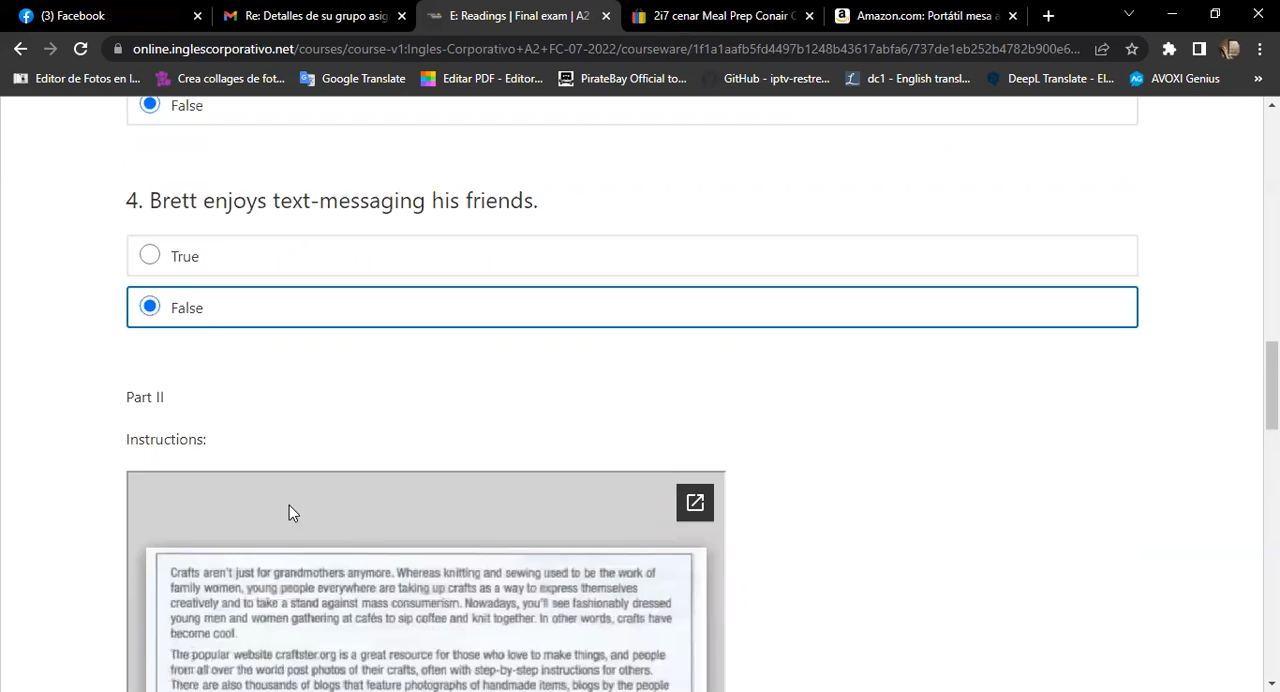 (3) Facebook
Re: Detalles de su grupo asig
E: Readings | Final exam | A2
2i7 cenar Meal Prep Conair C
Amazon.com: Portátil mesa a
online.inglescorporativo.net/courses/course-v1:Ingles-Corporativo+A2+FC-07-2022/courseware/1f1a1aafb5fd4497b1248b43617abfa6/737de1eb252b4782b900e6...
Editor de Fotos en l...
Crea collages de fot...
Google Translate
Editar PDF - Editor...
PirateBay Official to...
GitHub - iptv-restre...
dc1 - English transl...
DeepL Translate - El...
AVOXI Genius
»
False
4. Brett enjoys text-messaging his friends.
True
False
Part II
Instructions:
Crafts aren't just for grandmothers anymore. Whereas knitting and sewing used to be the work of
family women, young people everywhere are taking up crafts as a way to express themselves
creatively and to take a stand against mass consumerism. Nowadays, you'll see fashionably dressed
young men and women gathering at cafés to sip coffee and knit together. In other words, crafts have
become cool.
The popular website craftster.org is a great resource for those who love to make things, and people
from all over the world post photos of their crafts, often with step-by-step instructions for others.
There are also thousands of blogs that feature photographs of handmade items, blogs by the people